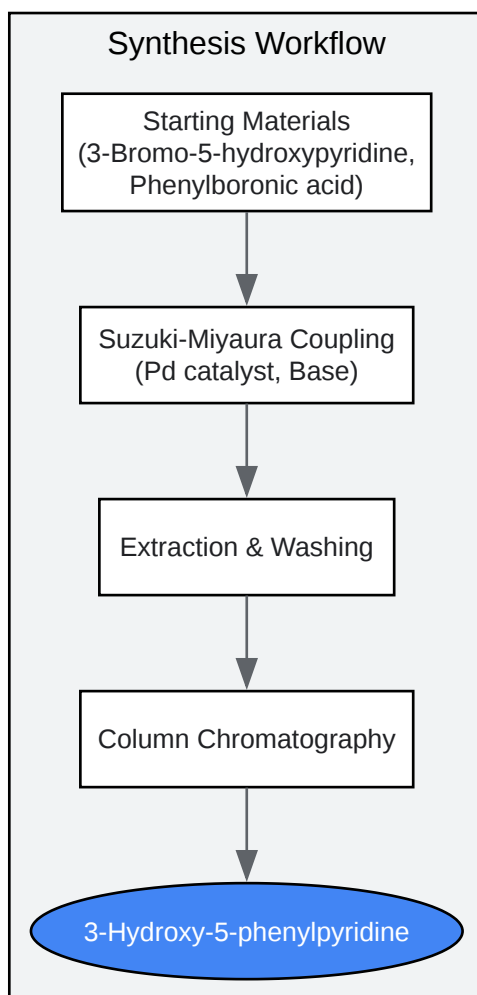 Synthesis Workflow
Starting Materials
(3-Bromo-5-hydroxypyridine,
Phenylboronic acid)
Suzuki-Miyaura Coupling
(Pd catalyst, Base)
Extraction & Washing
Column Chromatography
3-Hydroxy-5-phenylpyridine